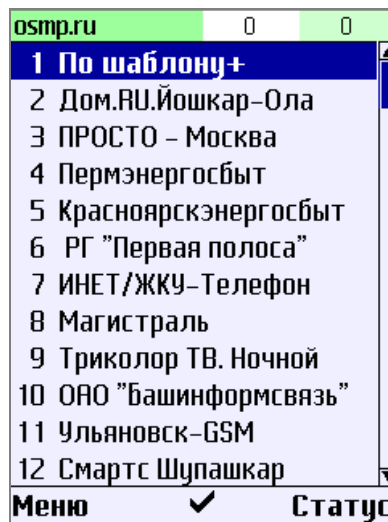 osmp.ru 0 0
1 По шаблону+
2 Дом.RU.Йошкар-Ола
3 ПРОСТО - Москва
4 Пермэнергосбыт
5 Красноярскэнергосбыт
6 РГ "Первая полоса"
7 ИНЕТ/ЖКУ-Телефон
8 Магистраль
9 Триколор ТВ. Ночной
10 ОАО "Башинформсвязь"
11 Ульяновск-GSM
12 Смартс Шупашкар
Меню Статус